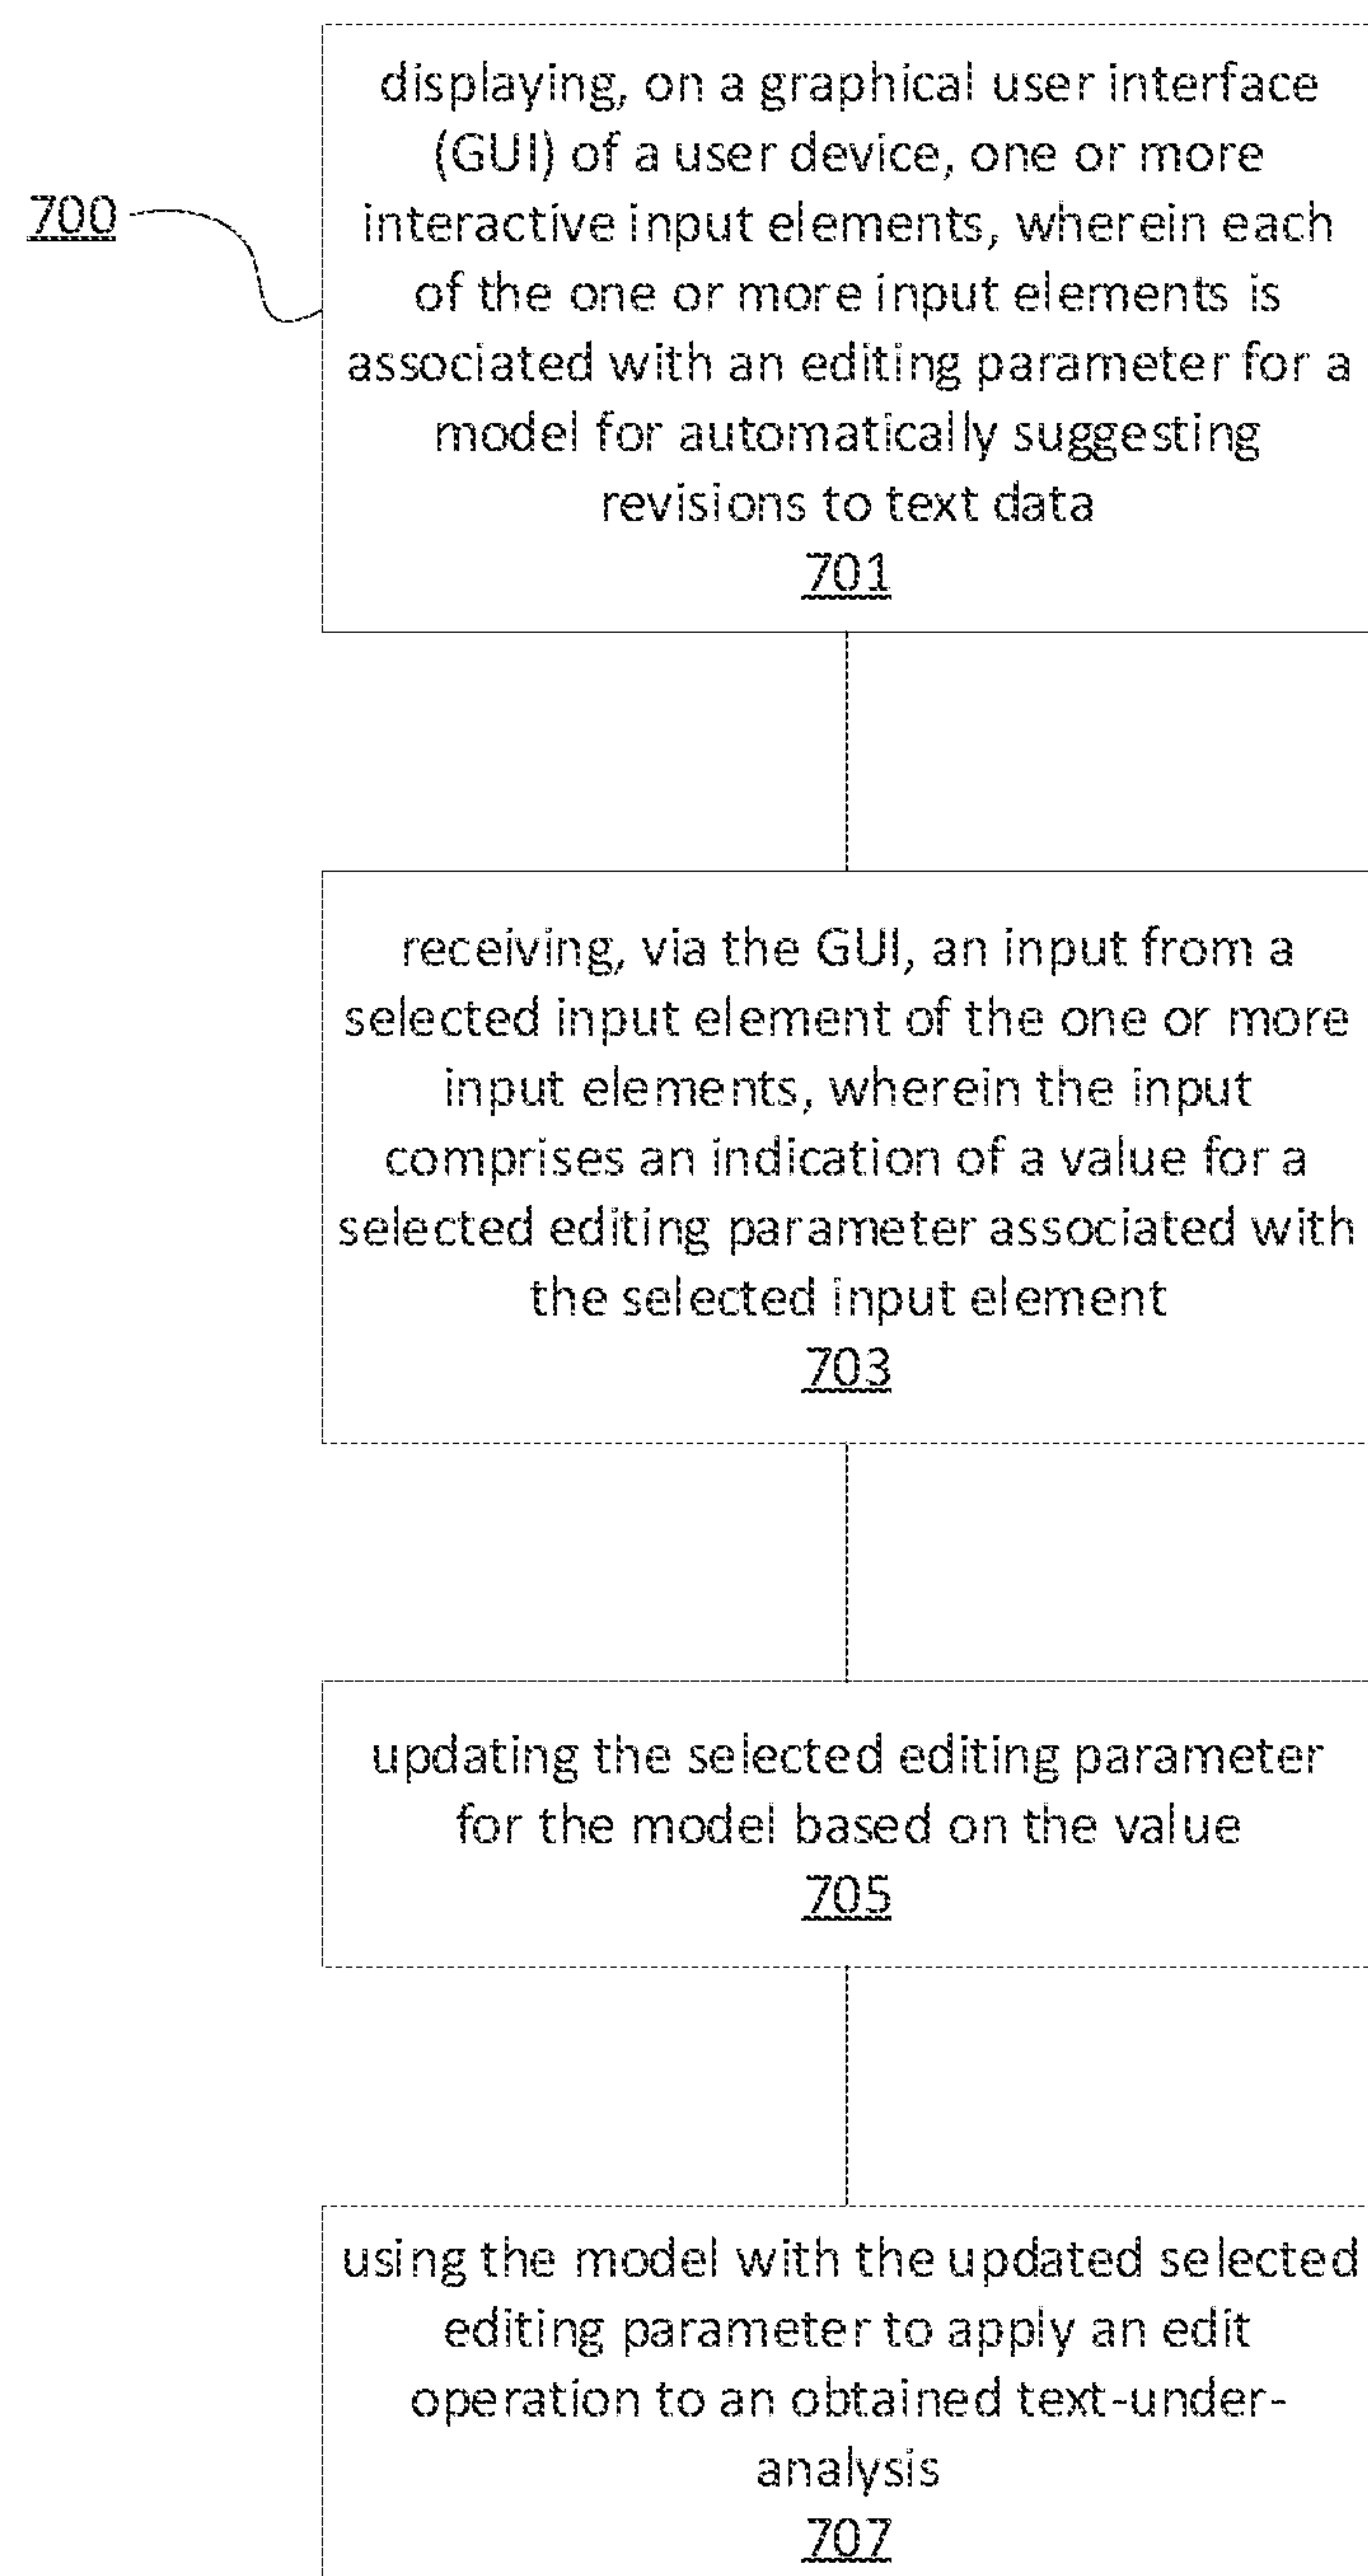 700
displaying, on a graphical user interface
(GUI) of a user device, one or more
interactive input elements, wherein each
of the one or more input elements is
associated with an editing parameter for a
model for automatically suggesting
revisions to text data
701
receiving, via the GUI, an input from a
selected input element of the one or more
input elements, wherein the input
comprises an indication of a value for a
selected editing parameter associated with
the selected input element
703
updating the selected editing parameter
for the model based on the value
705
using the model with the updated selected
editing parameter to apply an edit
operation to an obtained text-under-
analysis
707